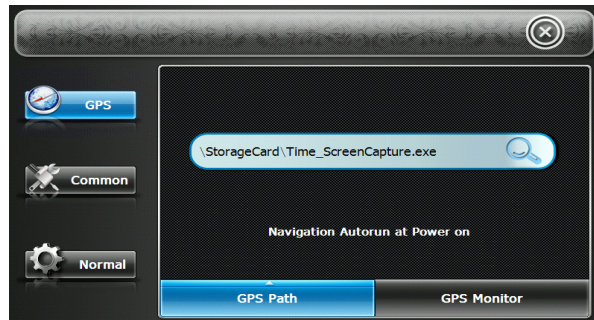 GPS
\StorageCard\Time_ScreenCapture.exe
Common
Navigation Autorun at Power on
Normal
GPS Path
GPS Monitor